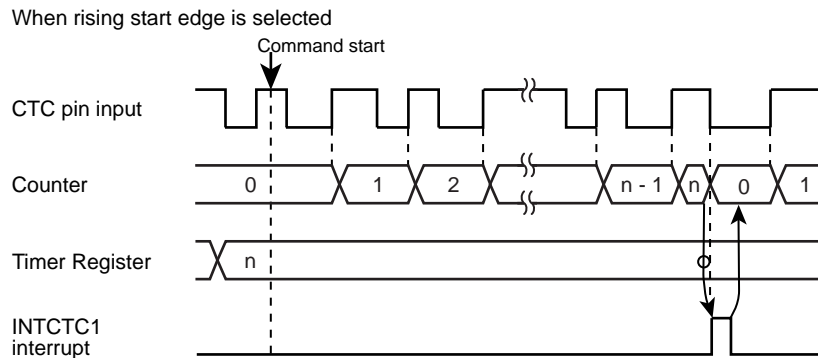 When rising start edge is selected
Command start
CTC pin input
Counter
0 1 2 n - 1 n 0 1
Timer Register
n
INTCTC1
interrupt